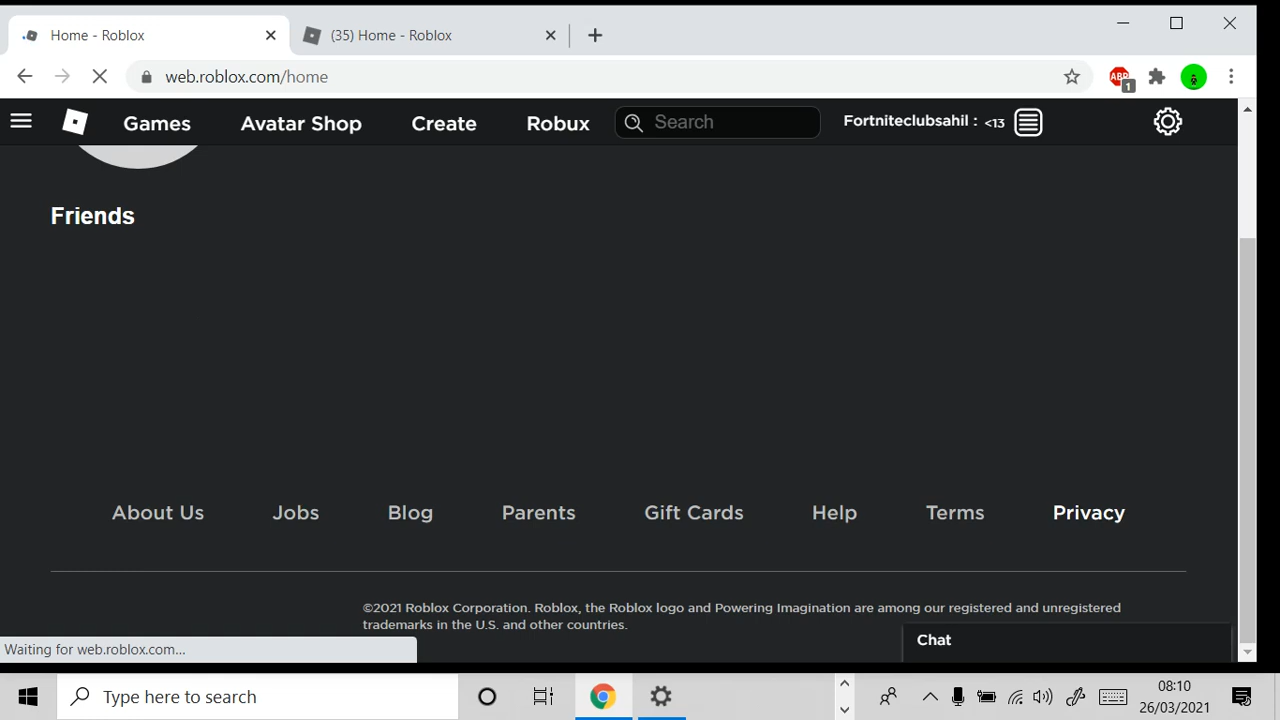 Home - Roblox
(35) Home - Roblox
web.roblox.com/home
ABP
1
Games
Avatar Shop
Create
Robux
Search
Fortniteclubsahil : <13
Friends
About Us
Jobs
Blog
Parents
Gift Cards
Help
Terms
Privacy
©2021 Roblox Corporation. Roblox, the Roblox logo and Powering Imagination are among our registered and unregistered
trademarks in the U.S. and other countries.
Chat
Waiting for web.roblox.com...
Type here to search
08:10
26/03/2021